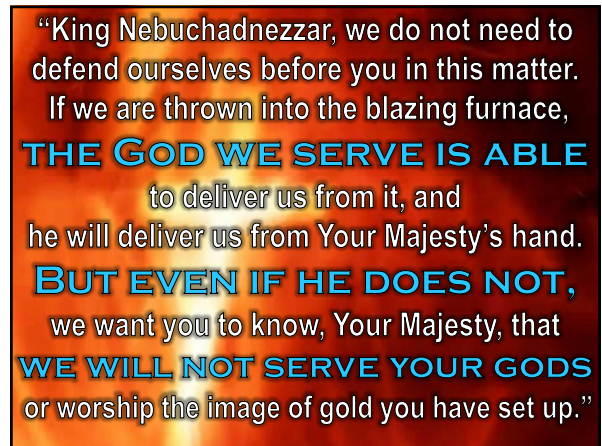 “King Nebuchadnezzar, we do not need to
defend ourselves before you in this matter.
If we are thrown into the blazing furnace,
THE GOD WE SERVE IS ABLE
to deliver us from it, and
he will deliver us from Your Majesty’s hand.
BUT EVEN IF HE DOES NOT,
we want you to know, Your Majesty, that
WE WILL NOT SERVE YOUR GODS
or worship the image of gold you have set up.”